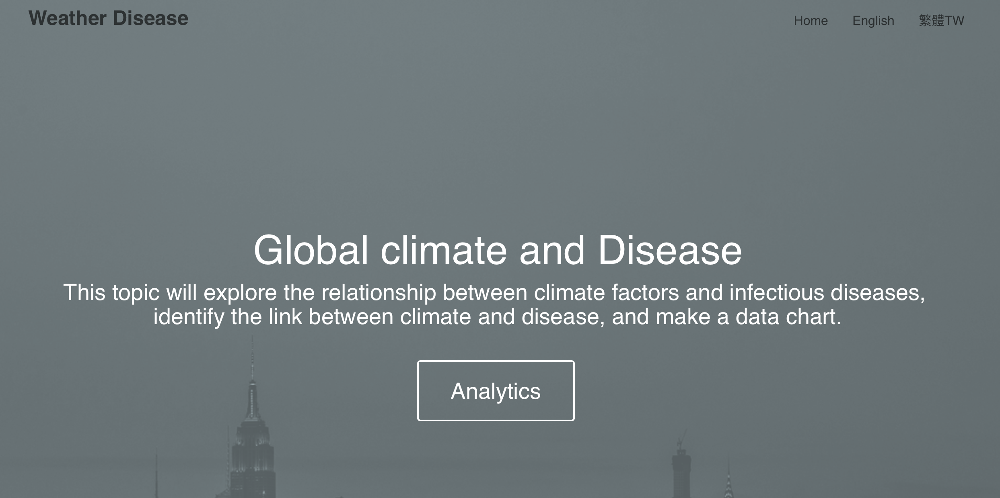 Weather Disease
Home English 繁體TW
Global climate and Disease
This topic will explore the relationship between climate factors and infectious diseases,
identify the link between climate and disease, and make a data chart.
Analytics